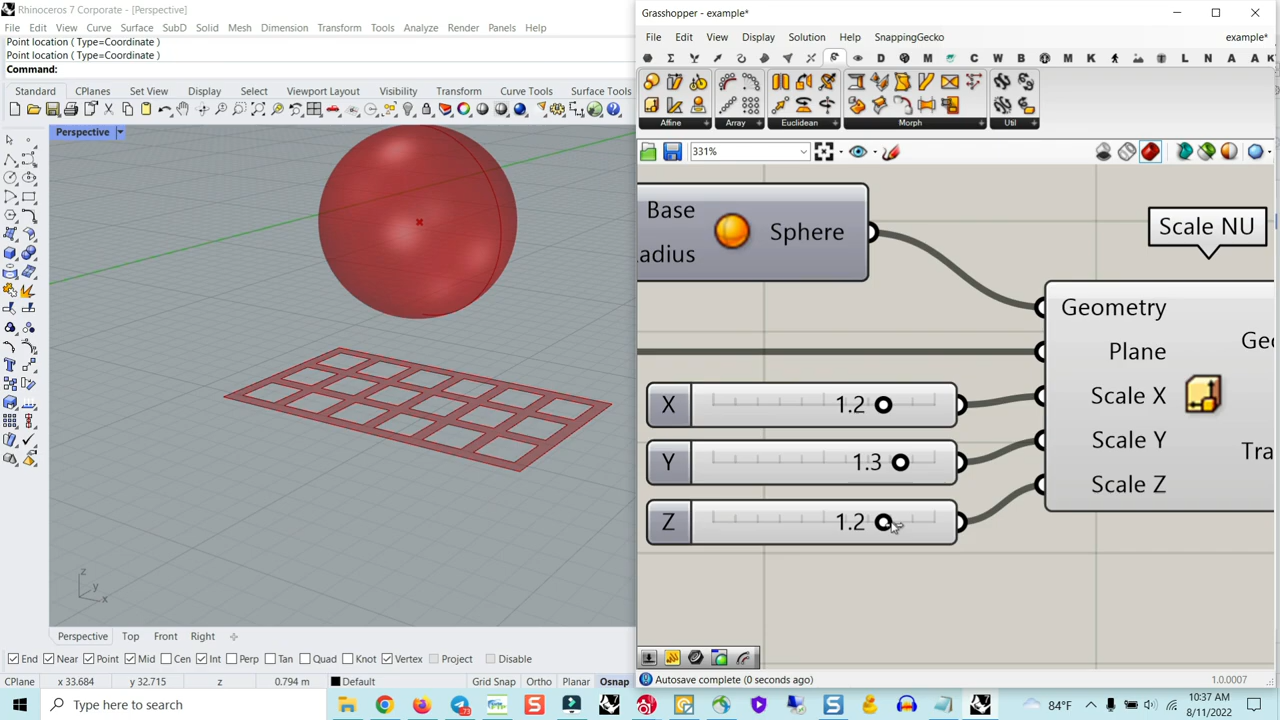 Rhinoceros 7 Corporate - [Perspective]
File Edit View Curve Surface SubD Solid Mesh Dimension Transform Tools Analyze Render Panels Help
Point location ( Type=Coordinate )
Point location ( Type=Coordinate )
Command:
Standard CPlanes Set View Display Select Viewport Layout Visibility Transform Curve Tools Surface Tools
Perspective
z
y
x
Perspective Top Front Right
End Near Point Mid Cen Int Perp Tan Quad Knot Vertex Project Disable
CPlane x 33.684 y 32.715 z 0.794 m Default Grid Snap Ortho Planar Osnap
Grasshopper - example*
File Edit View Display Solution Help SnappingGecko example*
Affine Array Euclidean Morph Util
331%
Base
adius
Sphere
Scale NU
Geometry
Plane
Scale X
Scale Y
Scale Z
Geo
Tra
X 1.2
Y 1.3
Z 1.2
Autosave complete (0 seconds ago)
1.0.0007
Type here to search
73
84°F
10:37 AM
8/11/2022